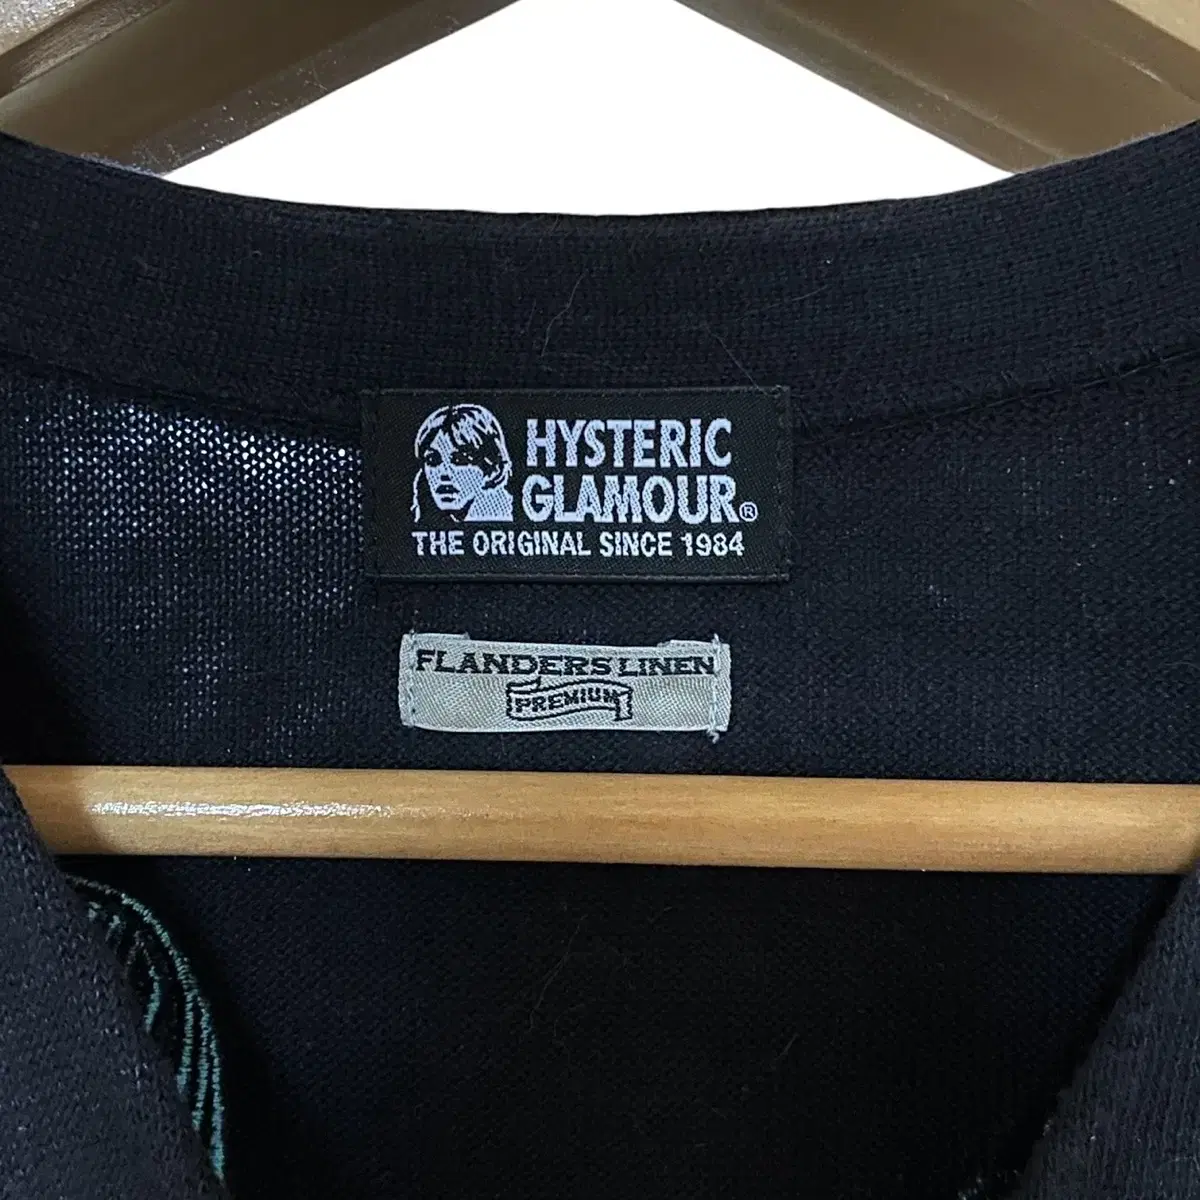 HYSTERIC
GLAMOUR®
THE ORIGINAL SINCE 1984
FLANDERS LINEN
PREMIUM